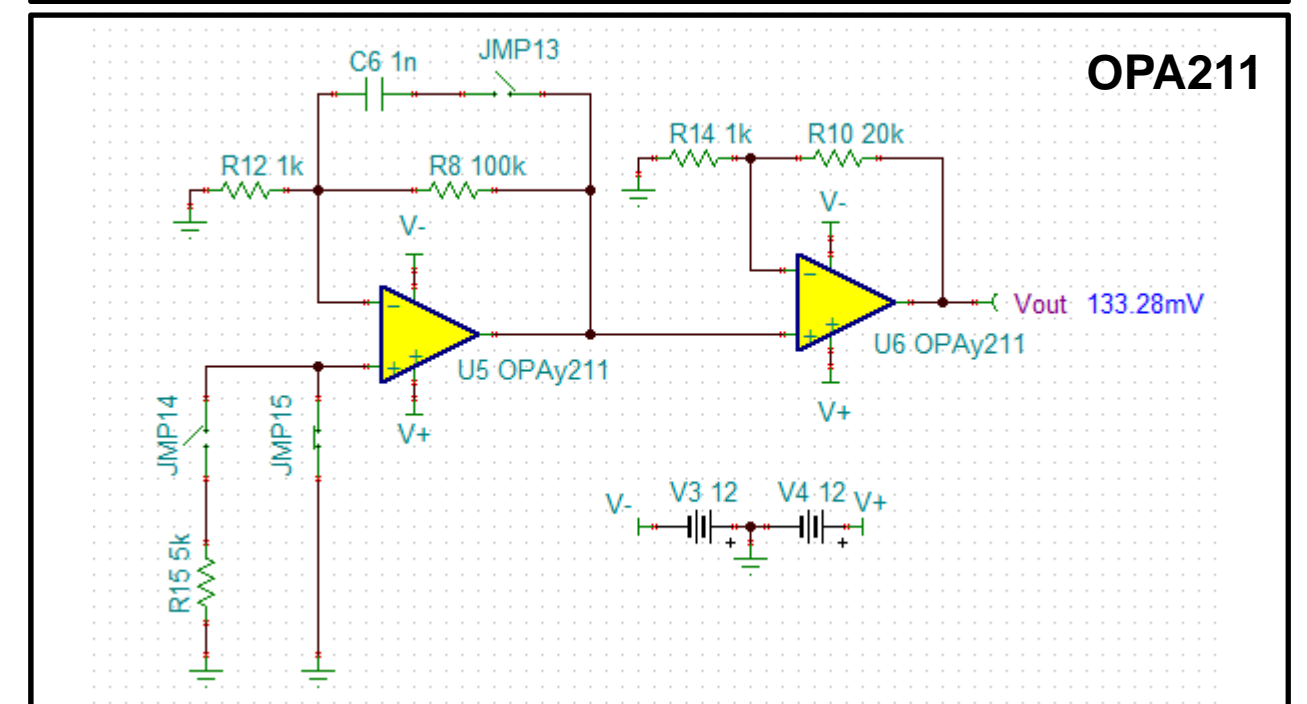 OPA211
C6 1n
JMP13
R12 1k
R8 100k
R14 1k
R10 20k
V-
V-
U5 OPAy211
V+
U6 OPAy211
V+
Vout 133.28mV
JMP14
JMP15
R15 5k
V-
V3 12
V4 12
V+